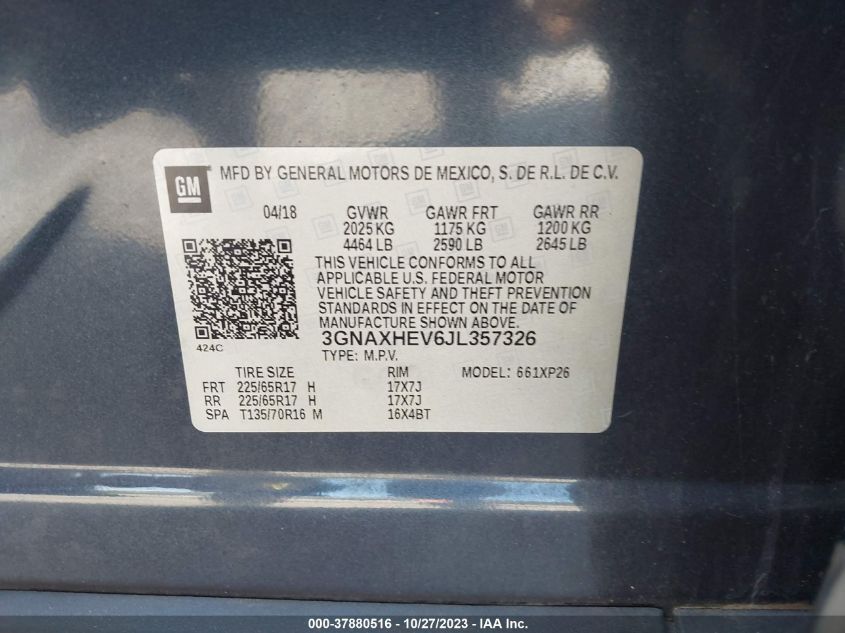 GM
MFD BY GENERAL MOTORS DE MEXICO, S. DE R.L. DE C.V.
04/18 GVWR GAWR FRT GAWR RR
2025 KG 1175 KG 1200 KG
4464 LB 2590 LB 2645 LB
THIS VEHICLE CONFORMS TO ALL
APPLICABLE U.S. FEDERAL MOTOR
VEHICLE SAFETY AND THEFT PREVENTION
STANDARDS IN EFFECT ON THE DATE OF
MANUFACTURE SHOWN ABOVE.
424C
3GNAXHEV6JL357326
TYPE: M.P.V.
TIRE SIZE RIM MODEL: 661XP26
FRT 225/65R17 H 17X7J
RR 225/65R17 H 17X7J
SPA T135/70R16 M 16X4BT
000-37880516 - 10/27/2023 - Copyright © 2023 IAA, Inc.